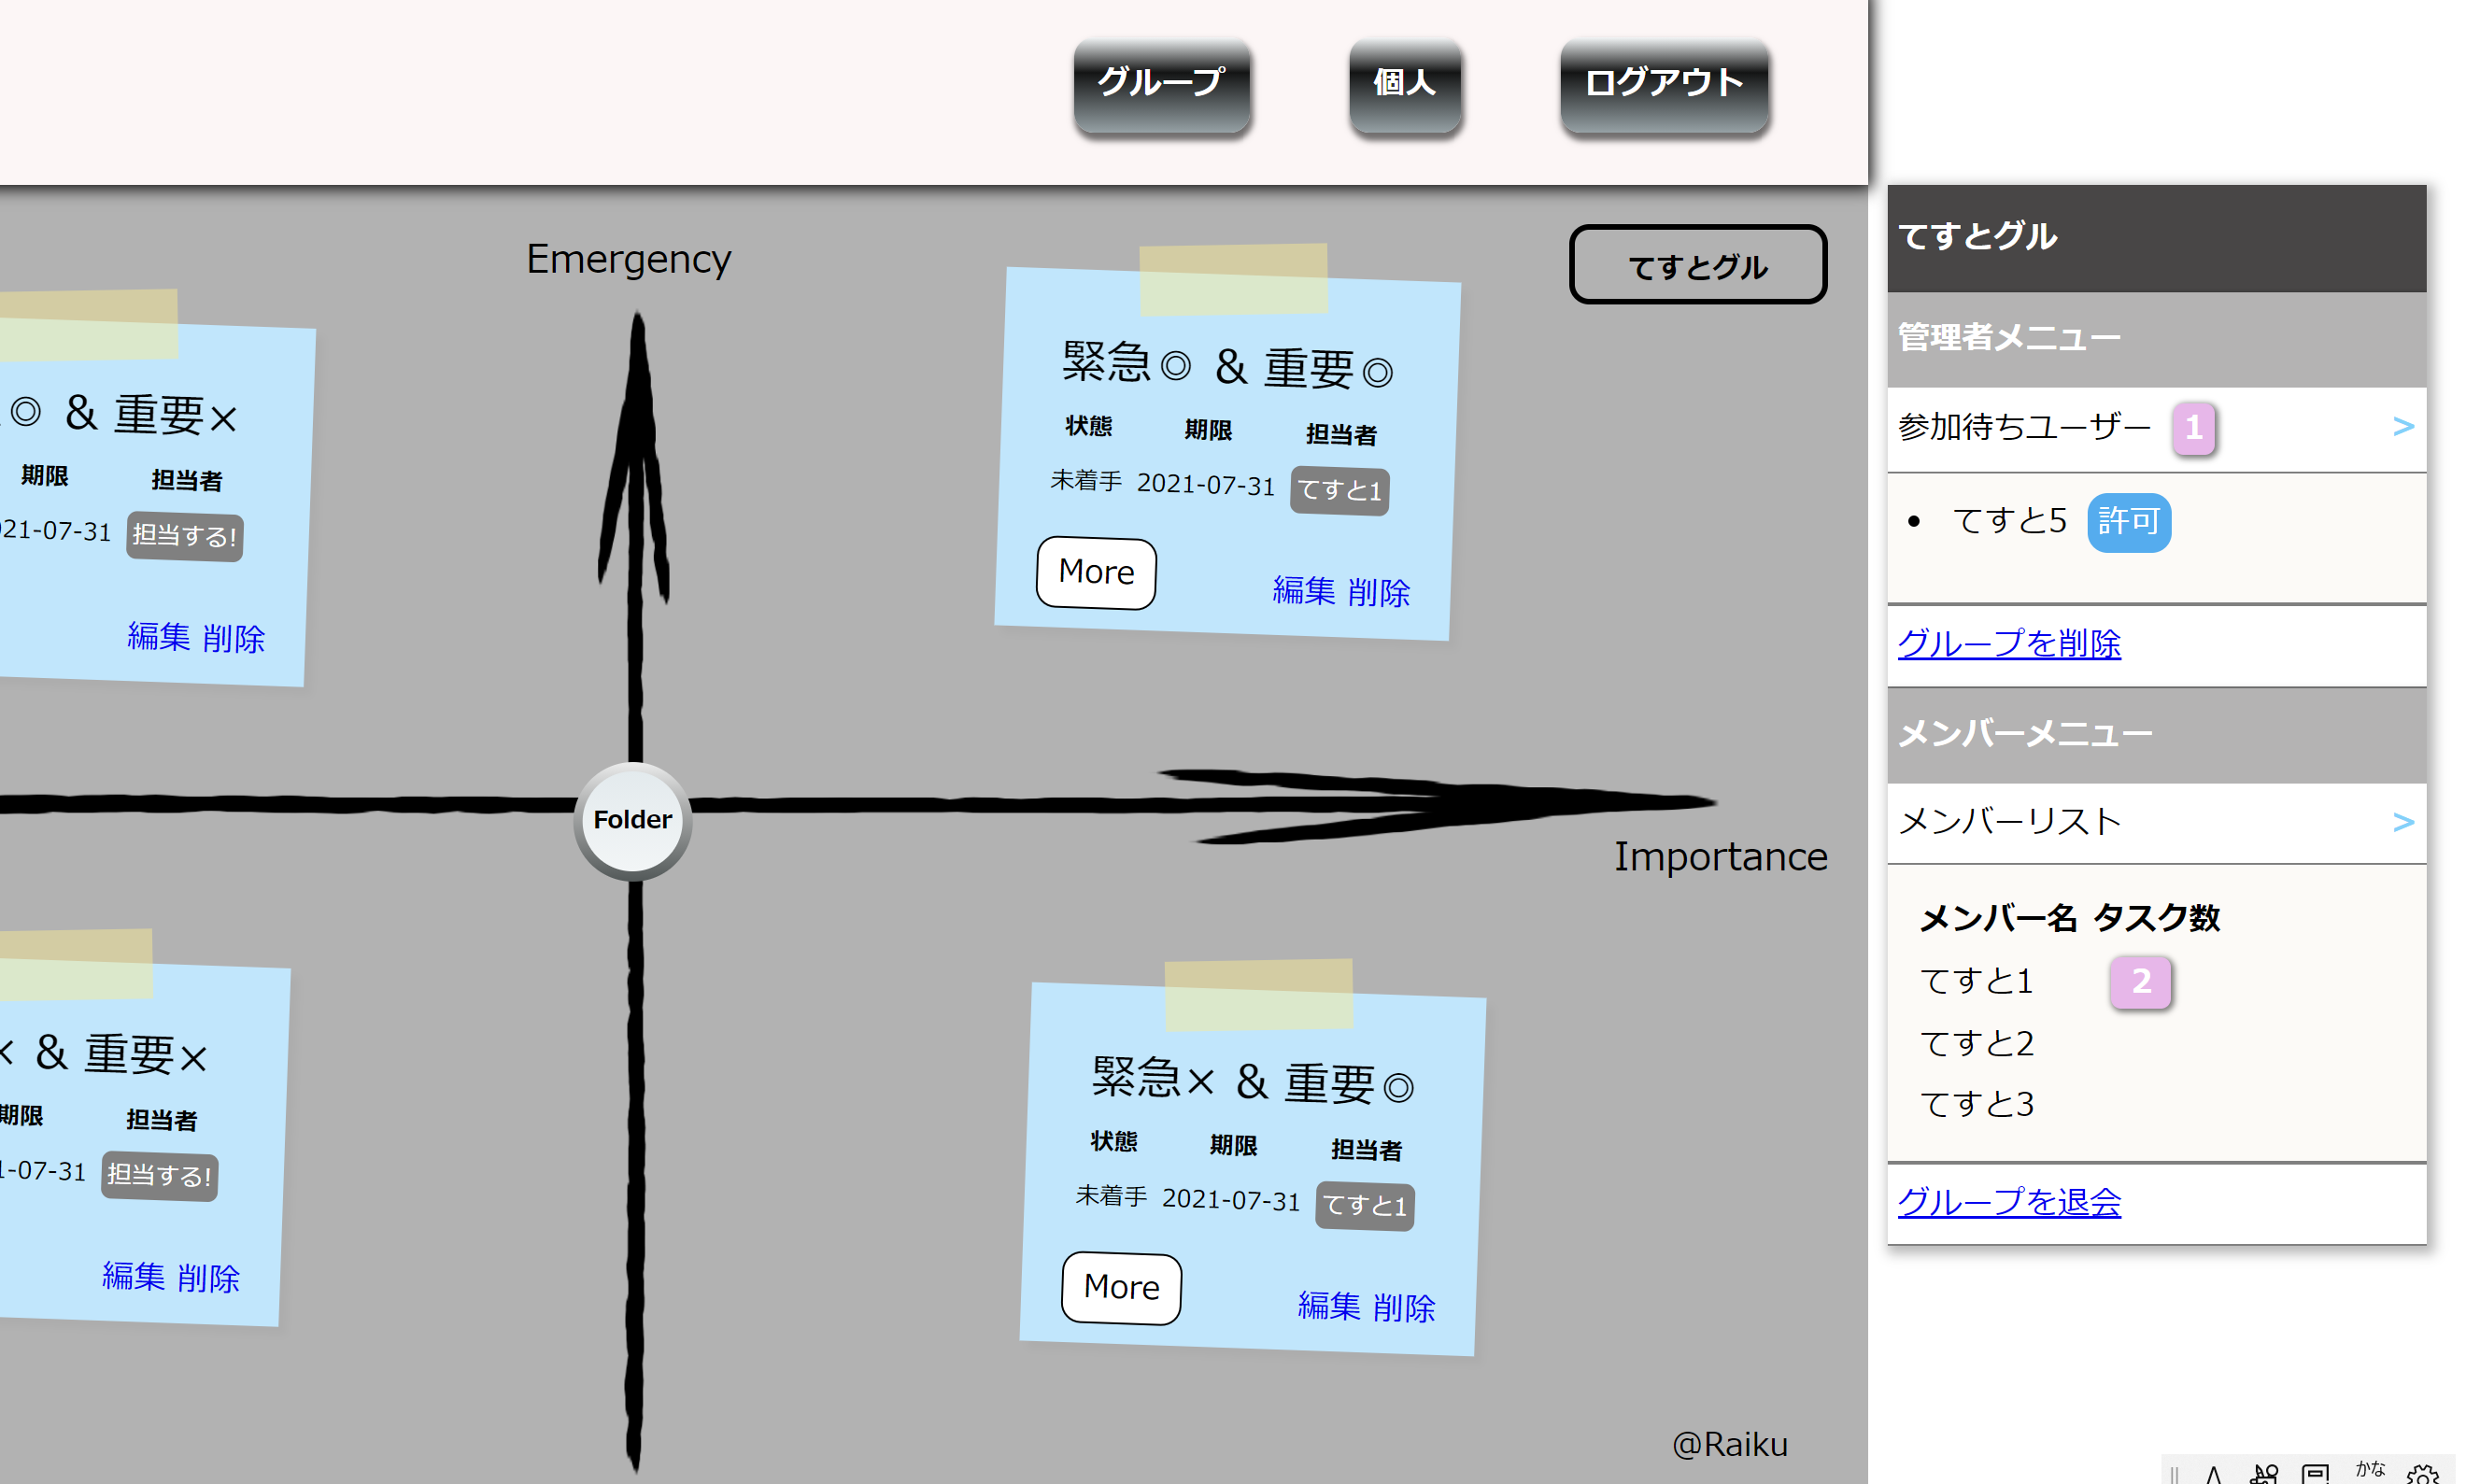 グループ 個人 ログアウト
Emergency
てすとグル
◎ & 重要×
期限 担当者
21-07-31 担当する!
編集 削除
緊急◎ & 重要◎
状態 期限 担当者
未着手 2021-07-31 てすと1
More 編集 削除
Folder
Importance
× & 重要×
期限 担当者
-07-31 担当する!
編集 削除
緊急× & 重要◎
状態 期限 担当者
未着手 2021-07-31 てすと1
More 編集 削除
@Raiku
てすとグル
管理者メニュー
参加待ちユーザー 1 >
• てすと5 許可
グループを削除
メンバーメニュー
メンバーリスト >
メンバー名 タスク数
てすと1 2
てすと2
てすと3
グループを退会
かな